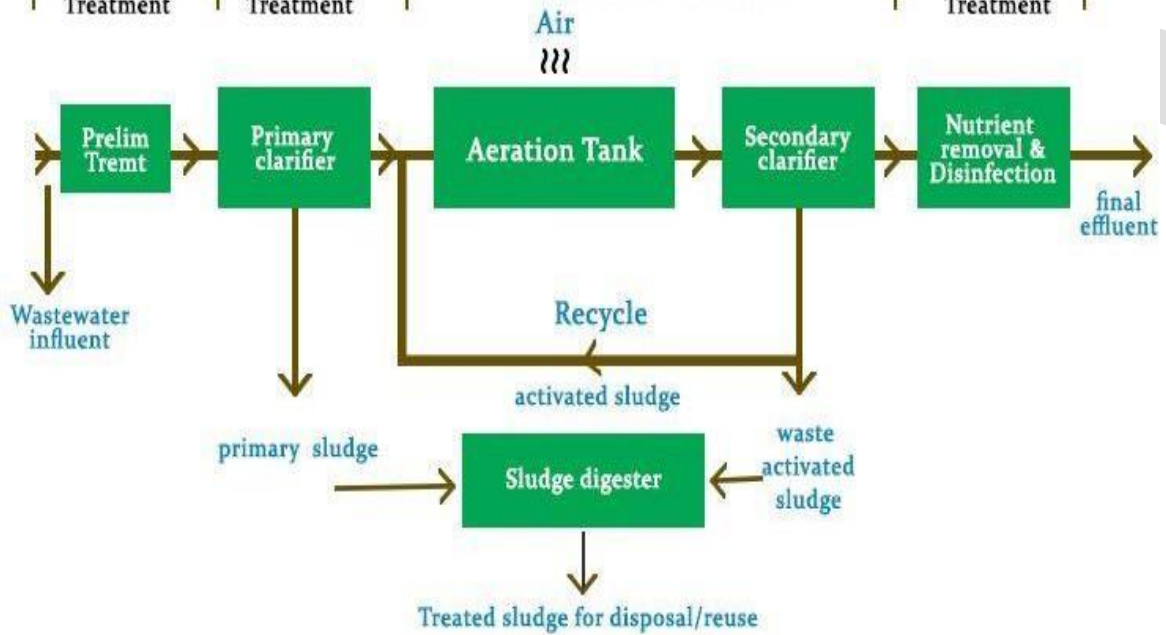 Treatment
Treatment
Treatment
Air
Prelim
Tremt
Primary
clarifier
Aeration Tank
Secondary
clarifier
Nutrient
removal &
Disinfection
final
effluent
Wastewater
influent
Recycle
activated sludge
primary sludge
waste
activated
sludge
Sludge digester
Treated sludge for disposal/reuse